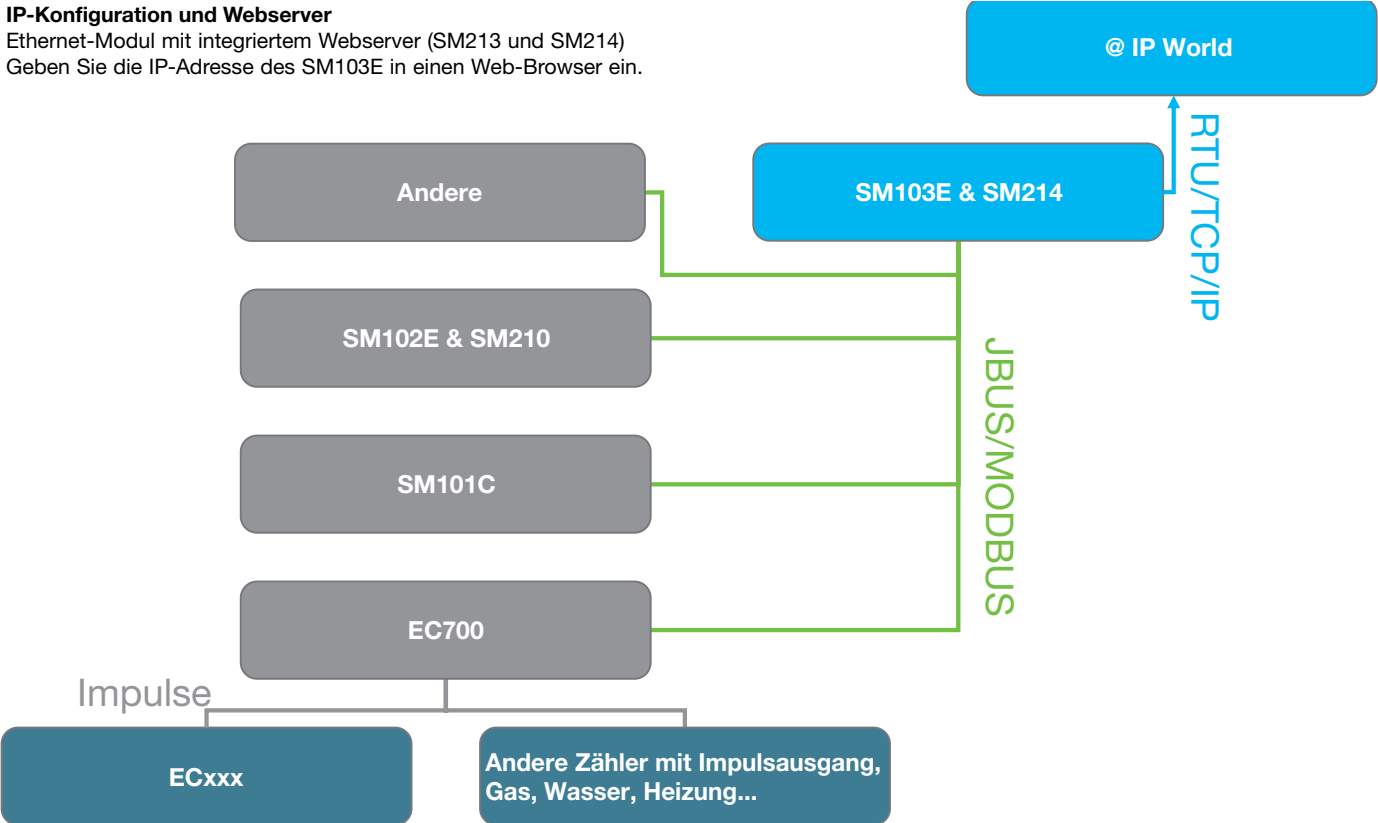 IP-Konfiguration und Webserver
Ethernet-Modul mit integriertem Webserver (SM213 und SM214)
Geben Sie die IP-Adresse des SM103E in einen Web-Browser ein.
@ IP World
RTU/TCP/IP
Andere
SM103E & SM214
SM102E & SM210
JBUS/MODBUS
SM101C
EC700
Impulse
ECxxx
Andere Zähler mit Impulsausgang,
Gas, Wasser, Heizung...